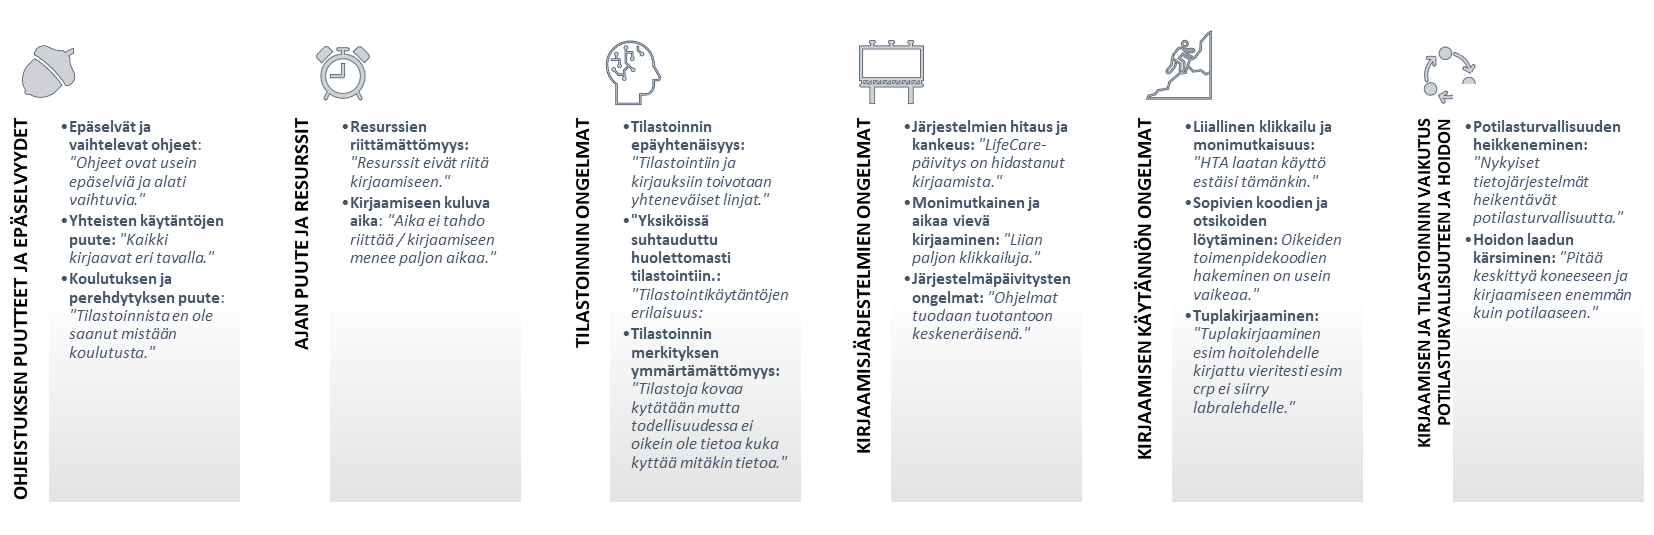 OHJEISTUKSEN PUUTTEET JA EPÄSELVYYDET
•Epäselvät ja
vaihtelevat ohjeet:
"Ohjeet ovat usein
epäselviä ja alati
vaihtuvia."
•Yhteisten käytäntöjen
puute: "Kaikki
kirjaavat eri tavalla."
•Koulutuksen ja
perehdytyksen puute:
"Tilastoinnista en ole
saanut mistään
koulutusta."
AJAN PUUTE JA RESURSSIT
•Resurssien
riittämättömyys:
"Resurssit eivät riitä
kirjaamiseen."
•Kirjaamiseen kuluva
aika: "Aika ei tahdo
riittää / kirjaamiseen
menee paljon aikaa."
TILASTOINNIN ONGELMAT
•Tilastoinnin
epäyhtenäisyys:
"Tilastointiin ja
kirjauksiin toivotaan
yhteneväiset linjat."
•"Yksiköissä
suhtauduttu
huolettomasti
tilastointiin.:
"Tilastointikäytäntöjen
erilaisuus:
•Tilastoinnin
merkityksen
ymmärtämättömyys:
"Tilastoja kovaa
kytätään mutta
todellisuudessa ei
oikein ole tietoa kuka
kyttää mitäkin tietoa."
KIRJAAMISJÄRJESTELMIEN ONGELMAT
•Järjestelmien hitaus ja
kankeus: "LifeCare-
päivitys on hidastanut
kirjaamista."
•Monimutkainen ja
aikaa vievä
kirjaaminen: "Liian
paljon klikkailuja."
•Järjestelmäpäivitysten
ongelmat: "Ohjelmat
tuodaan tuotantoon
keskeneräisenä."
KIRJAAMISEN KÄYTÄNNÖN ONGELMAT
•Liiallinen klikkailu ja
monimutkaisuus:
"HTA laatan käyttö
estäisi tämänkin."
•Sopivien koodien ja
otsikoiden
löytäminen: Oikeiden
toimenpidekoodien
hakeminen on usein
vaikeaa."
•Tuplakirjaaminen:
"Tuplakirjaaminen
esim hoitolehdelle
kirjattu vieritesti esim
crp ei siirry
labralehdelle."
KIRJAAMISEN JA TILASTOINNIN VAIKUTUS
POTILASTURVALLISUUTEEN JA HOIDON
•Potilasturvallisuuden
heikkeneminen:
"Nykyiset
tietojärjestelmät
heikentävät
potilasturvallisuutta."
•Hoidon laadun
kärsiminen: "Pitää
keskittyä koneeseen ja
kirjaamiseen enemmän
kuin potilaaseen."